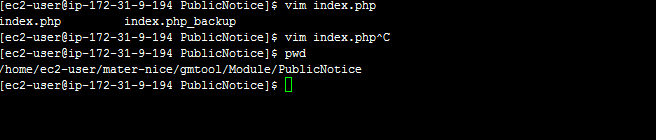 [ec2-user@ip-172-31-9-194 PublicNotice]$ vim index.php
index.php         index.php_backup
[ec2-user@ip-172-31-9-194 PublicNotice]$ vim index.php^C
[ec2-user@ip-172-31-9-194 PublicNotice]$ pwd
/home/ec2-user/mater-nice/gmtool/Module/PublicNotice
[ec2-user@ip-172-31-9-194 PublicNotice]$